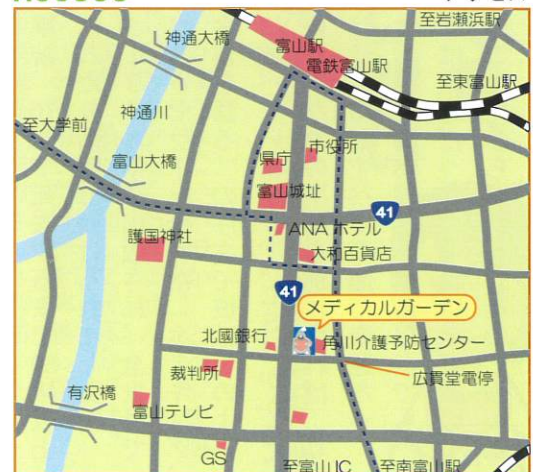 至岩瀬浜駅
神通大橋
富山駅
電鉄富山駅
至東富山駅
神通川
至大学前
市役所
富山大橋
県庁
富山城址
41
護国神社
ANA ホテル
大和百貨店
41
メディカルガーデン
北國銀行
角川介護予防センター
裁判所
広貫堂電停
有沢橋
富山テレビ
GS
至富山IC
至南富山駅